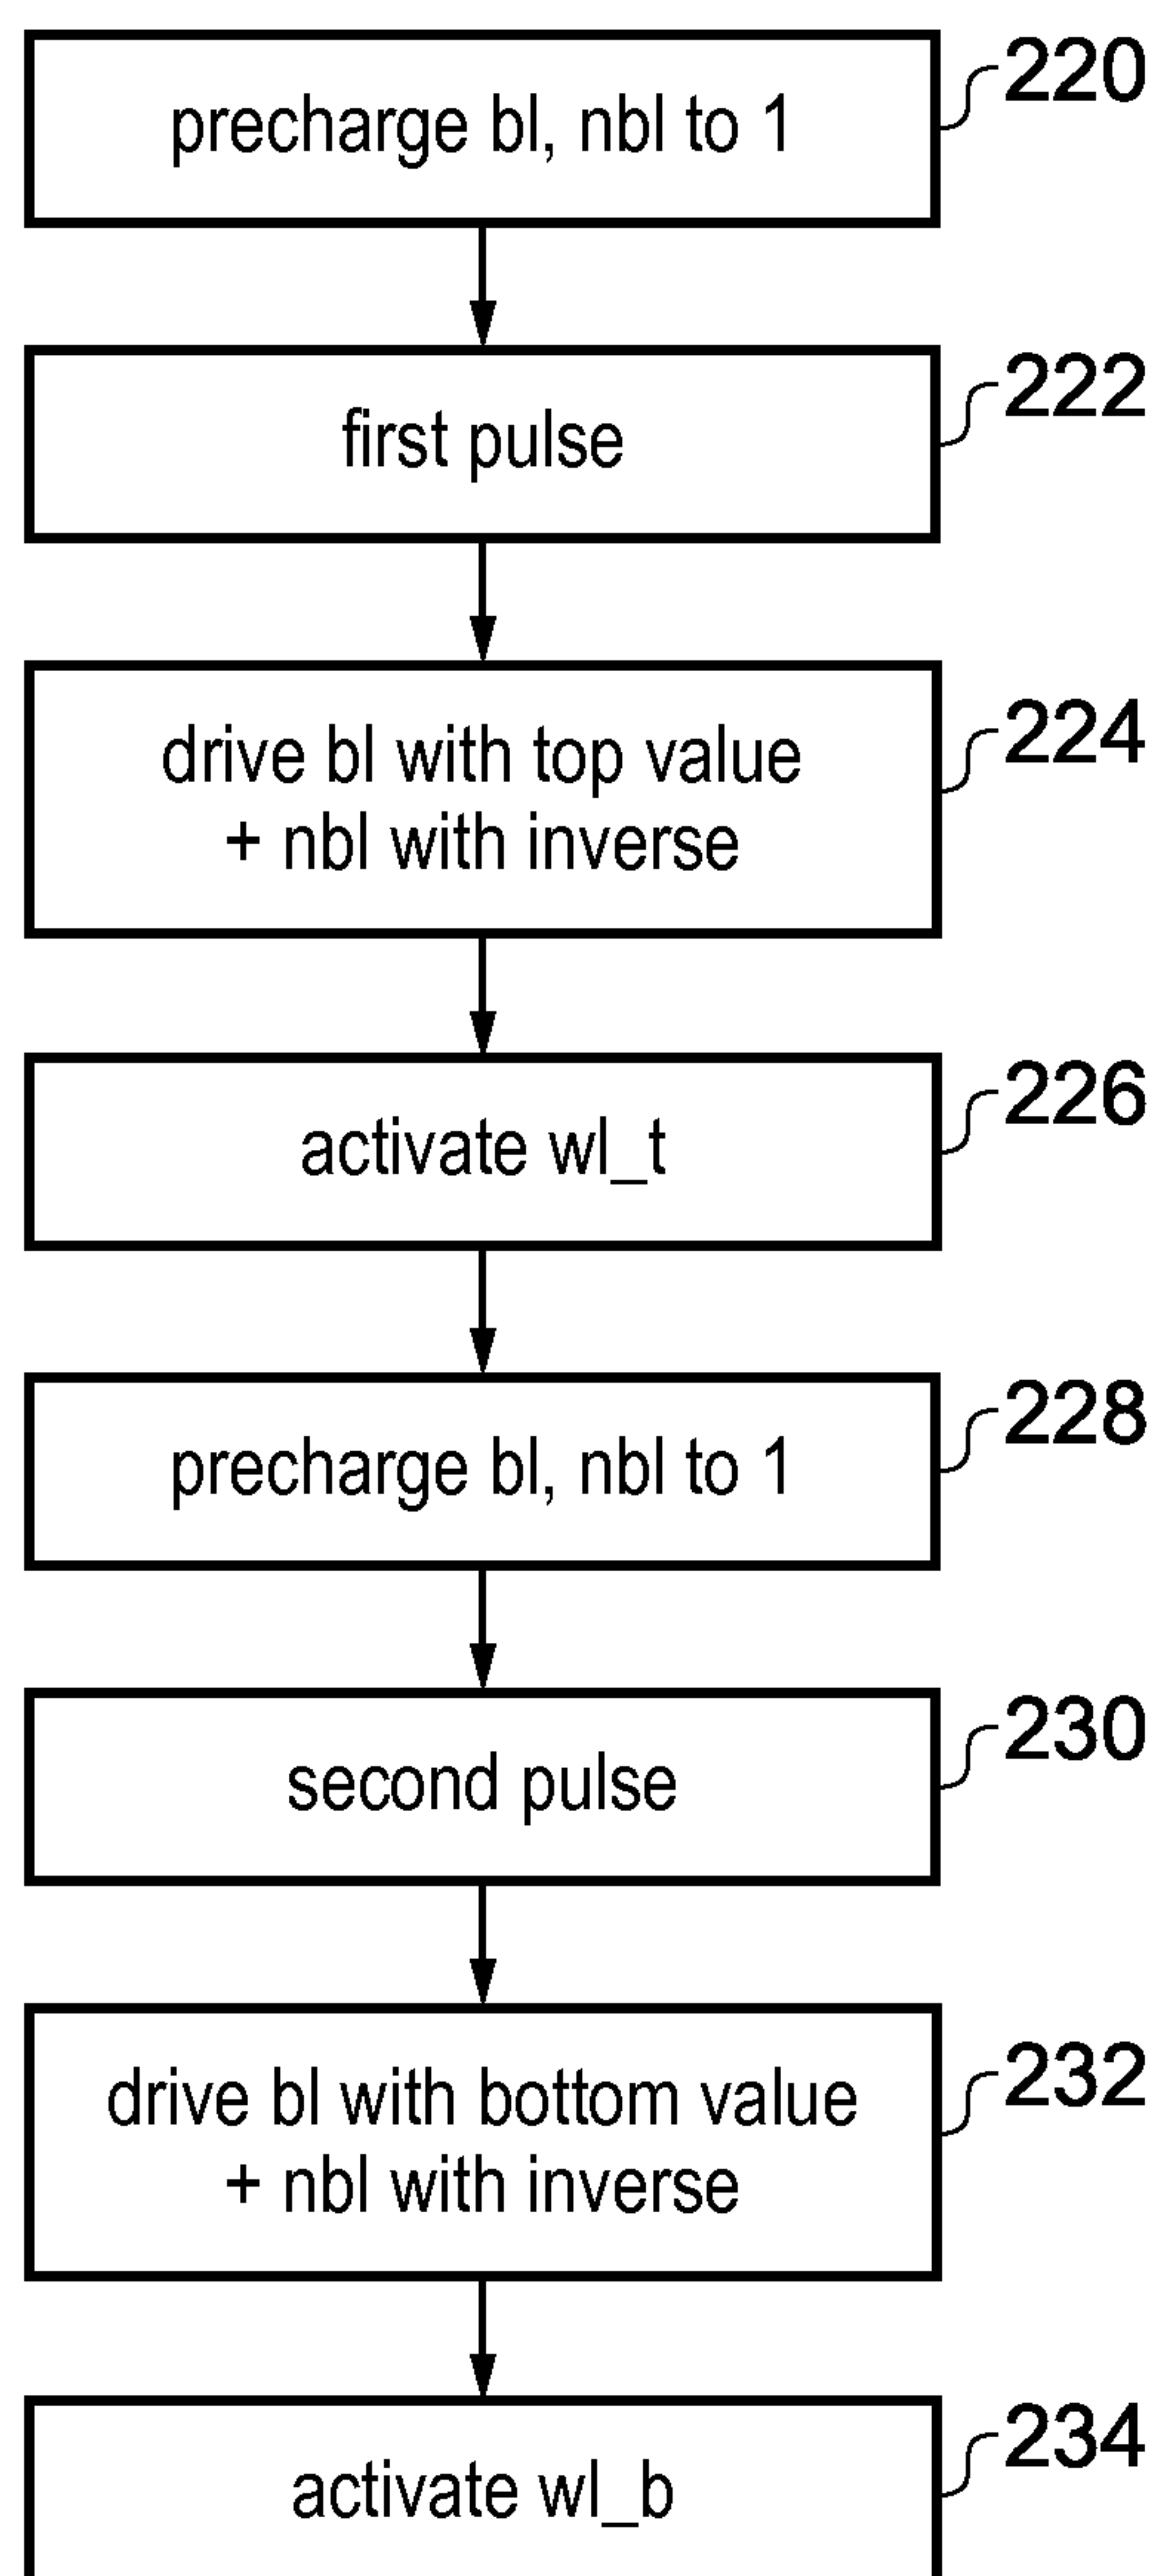 precharge bl, nbl to 1
220
first pulse
222
drive bl with top value
+ nbl with inverse
224
activate wl_t
226
precharge bl, nbl to 1
228
second pulse
230
drive bl with bottom value
+ nbl with inverse
232
activate wl_b
234